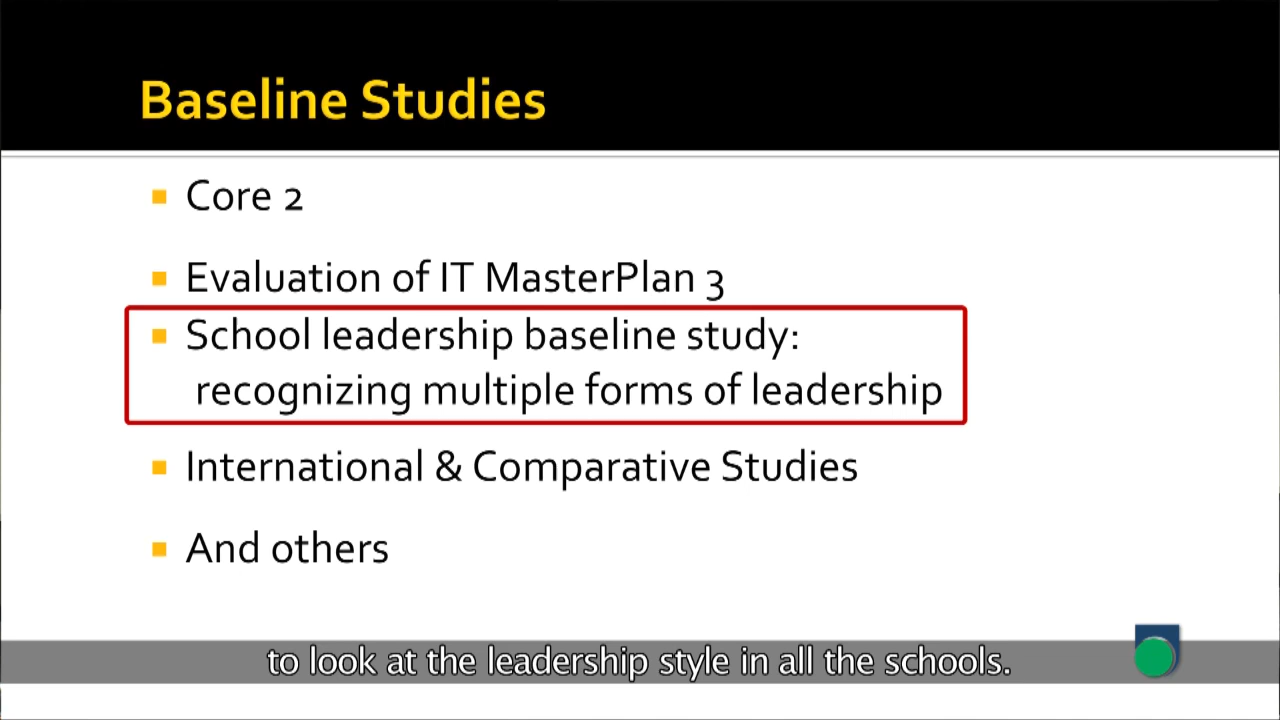 Baseline Studies
Core 2
Evaluation of IT MasterPlan 3
School leadership baseline study:
recognizing multiple forms of leadership
International & Comparative Studies
And others
to look at the leadership style in all the schools.